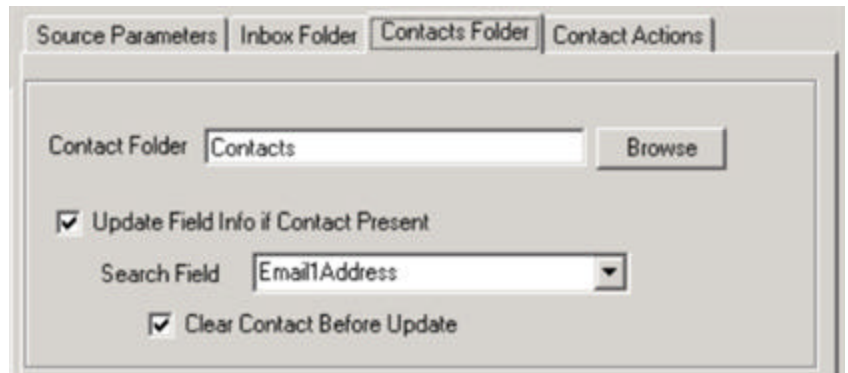 Source Parameters Inbox Folder Contacts Folder Contact Actions
Contact Folder Contacts Browse
Update Field Info if Contact Present
Search Field Email1Address
Clear Contact Before Update